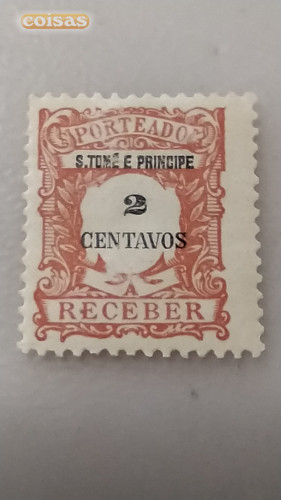 coisas
PORTEADO
S. TOMÉ E PRINCIPE
2
CENTAVOS
A
RECEBER